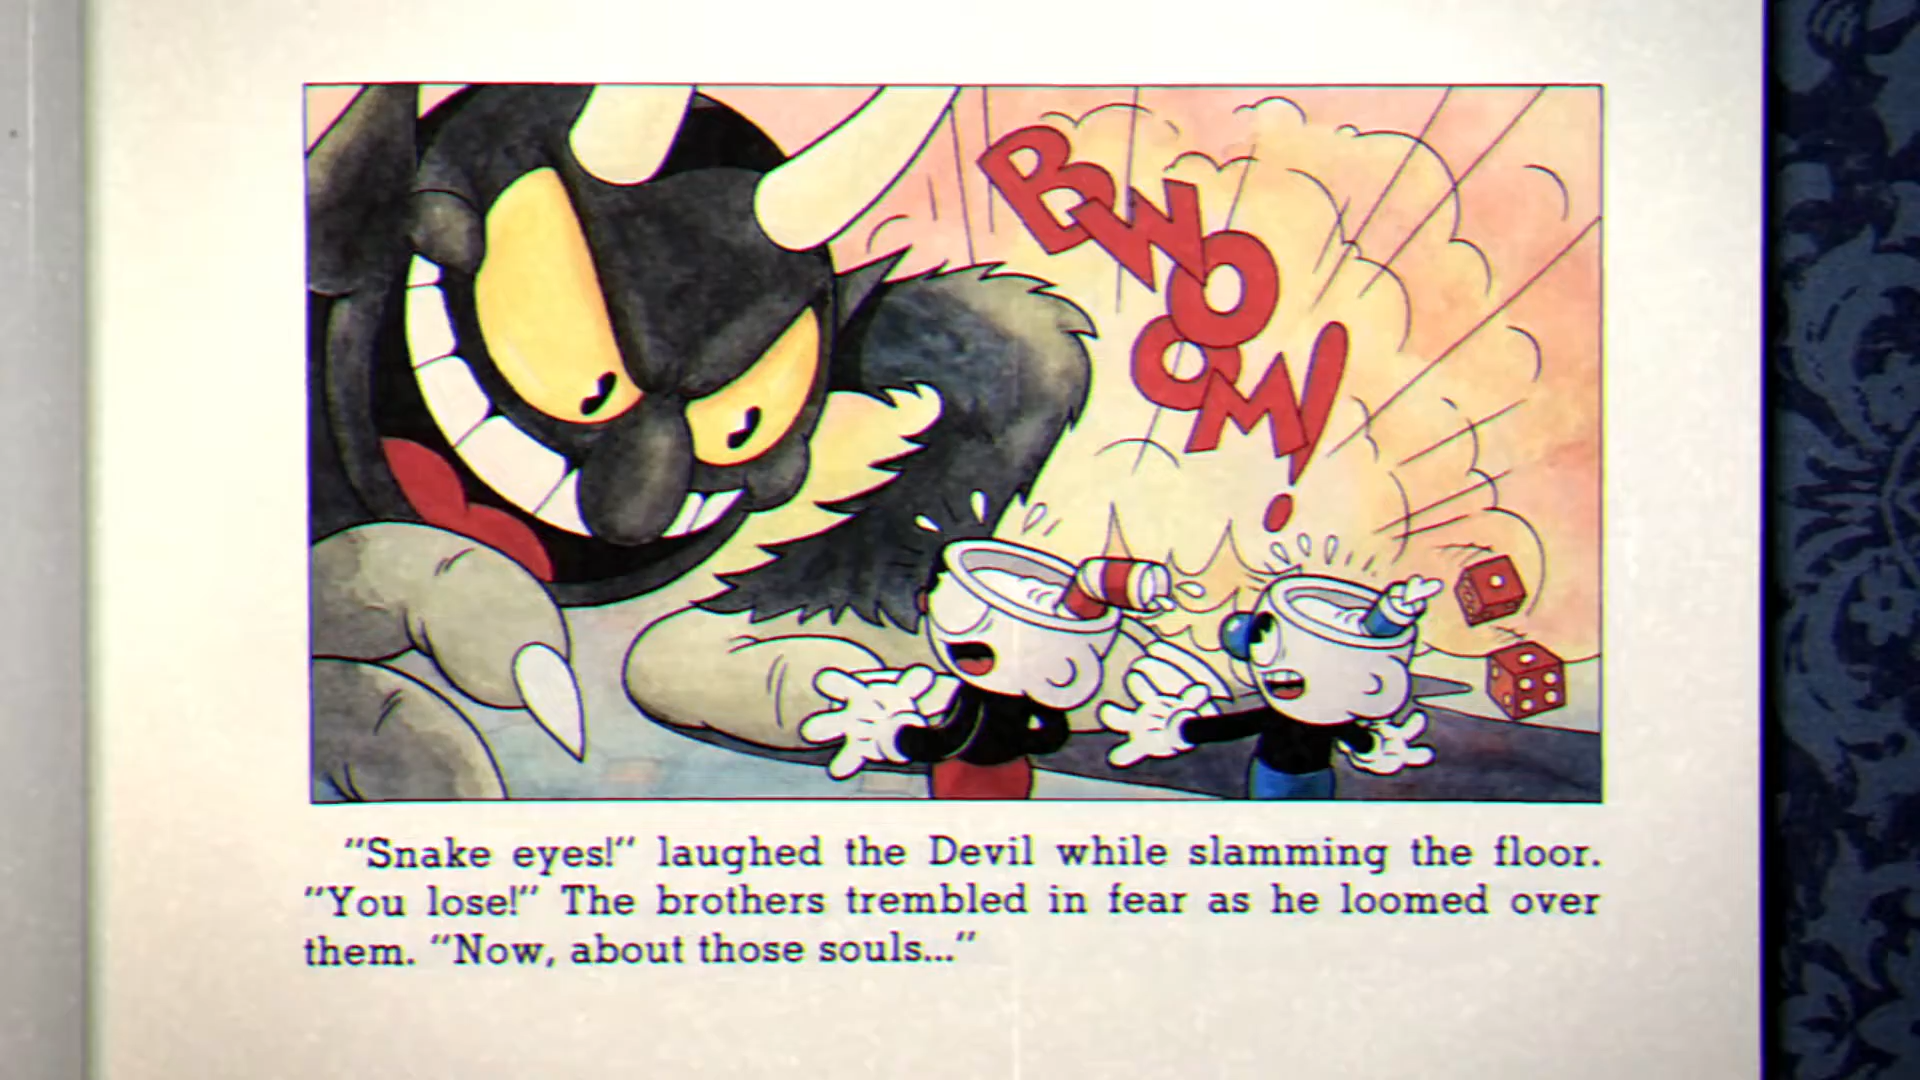 BWOOM!
“Snake eyes!“ laughed the Devil while slamming the floor.
“You lose!“ The brothers trembled in fear as he loomed over
them. “Now, about those souls...”